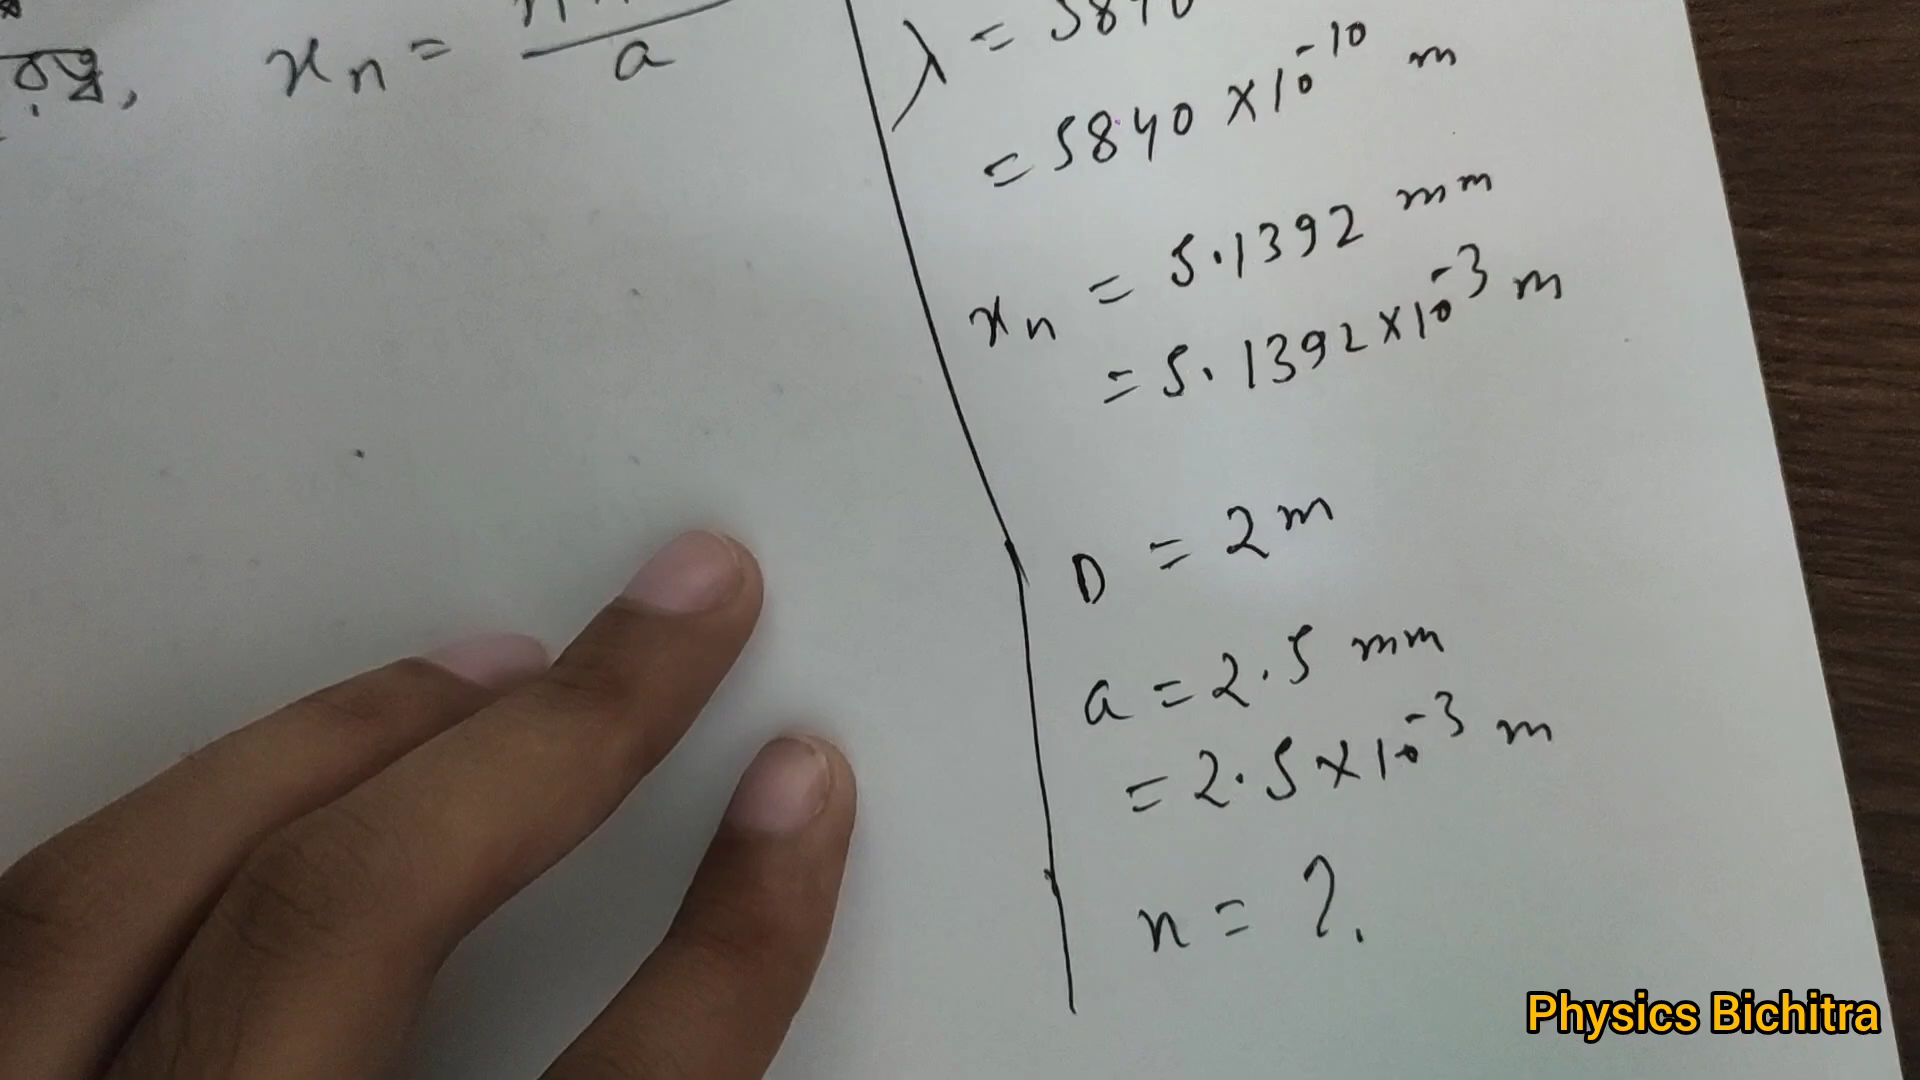 xn = 
a
λ = 5840
= 5840 × 10⁻¹⁰ m
xn = 5.1392 mm
= 5.1392 × 10⁻³ m
D = 2 m
a = 2.5 mm
= 2.5 × 10⁻³ m
n = ?.
Physics Bichitra